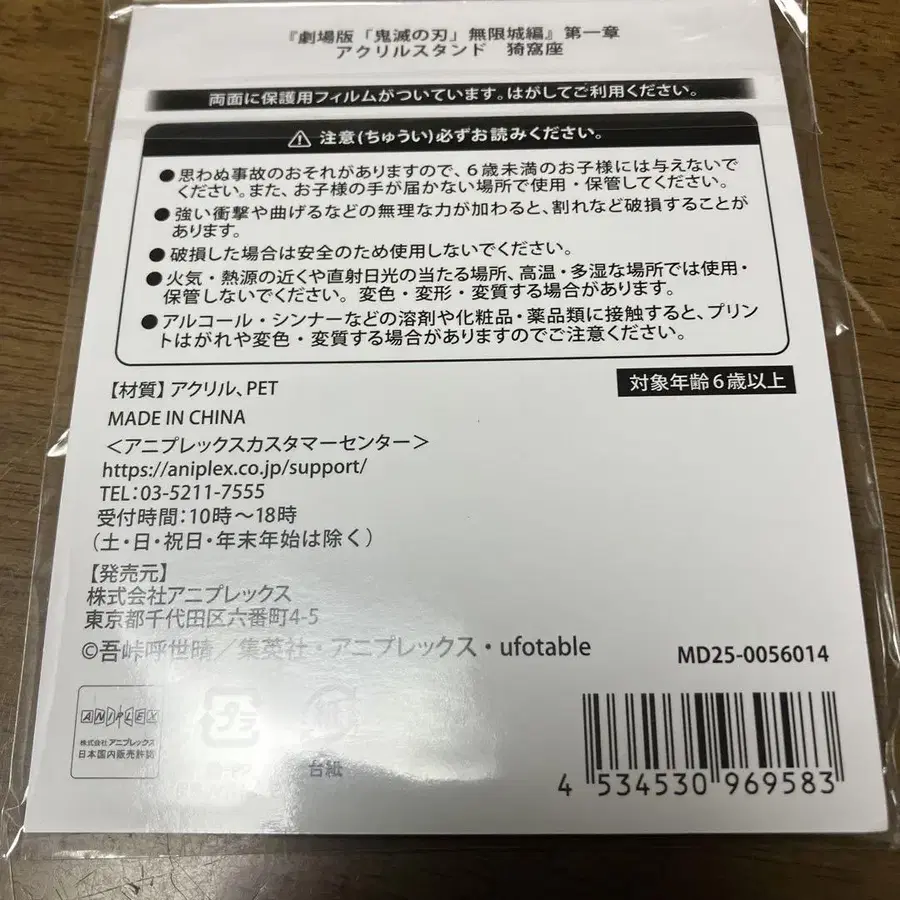 『劇場版「鬼滅の刃」無限城編』第一章
アクリルスタンド 猗窩座
両面に保護用フィルムがついています。はがしてご利用ください。
注意(ちゅうい)必ずお読みください。
●思わぬ事故のおそれがありますので、6歳未満のお子様には与えないで
ください。また、お子様の手が届かない場所で使用・保管してください。
●強い衝撃や曲げるなどの無理な力が加わると、割れなど破損することが
あります。
●破損した場合は安全のため使用しないでください。
●火気・熱源の近くや直射日光の当たる場所、高温・多湿な場所では使用・
保管しないでください。変色・変形・変質する場合があります。
●アルコール・シンナーなどの溶剤や化粧品・薬品類に接触すると、プリン
トはがれや変色・変質する場合がありますのでご注意ください。
【材質】アクリル、PET
対象年齢6歳以上
MADE IN CHINA
＜アニプレックスカスタマーセンター＞
https://aniplex.co.jp/support/
TEL：03-5211-7555
受付時間：10時～18時
（土・日・祝日・年末年始は除く）
【発売元】
株式会社アニプレックス
東京都千代田区六番町4-5
©吾峠呼世晴／集英社・アニプレックス・ufotable
MD25-0056014
ANIPLEX
株式会社アニプレックス
日本国内販売許諾
プラ
紙
台紙
4 534530 969583